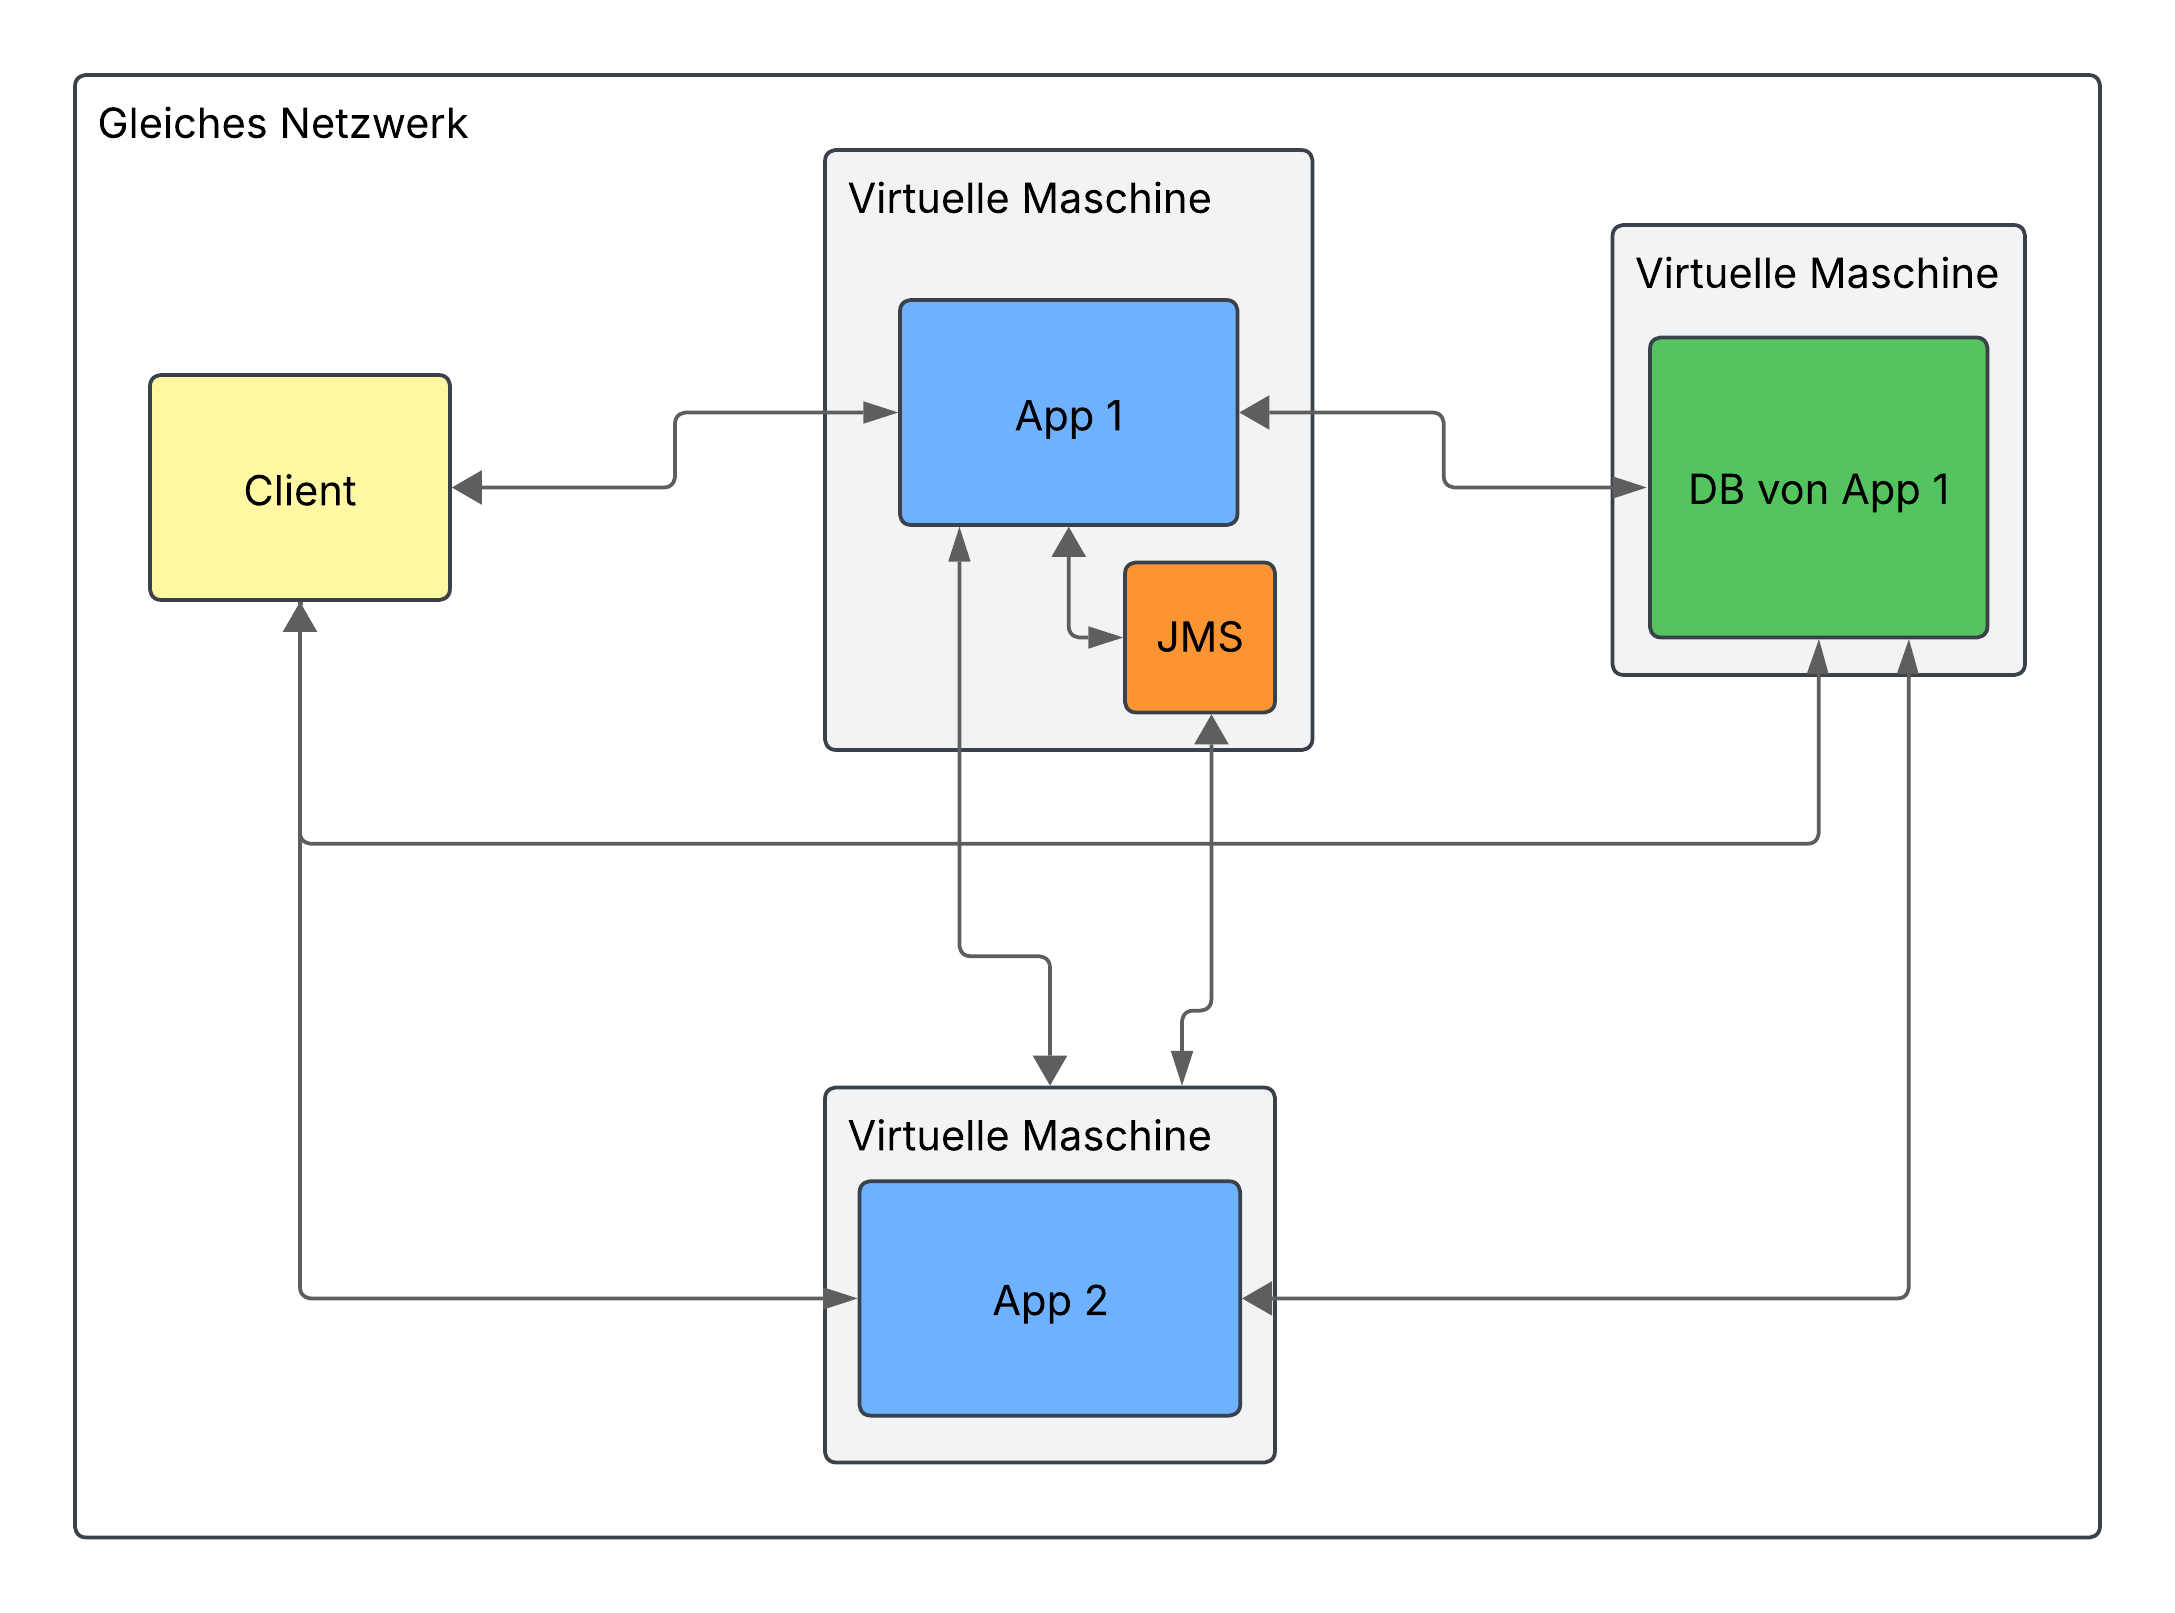 Gleiches Netzwerk
Virtuelle Maschine
Virtuelle Maschine
App 1
Client
DB von App 1
JMS
Virtuelle Maschine
App 2